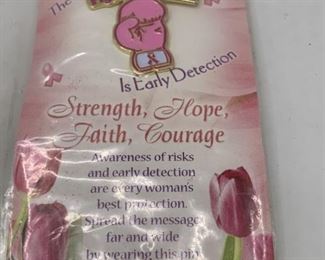 The
Is Early Detection
Strength, Hope,
Faith, Courage
Awareness of risks
and early detection
are every woman's
best protection.
Spread the message
far and wide
by wearing this pin